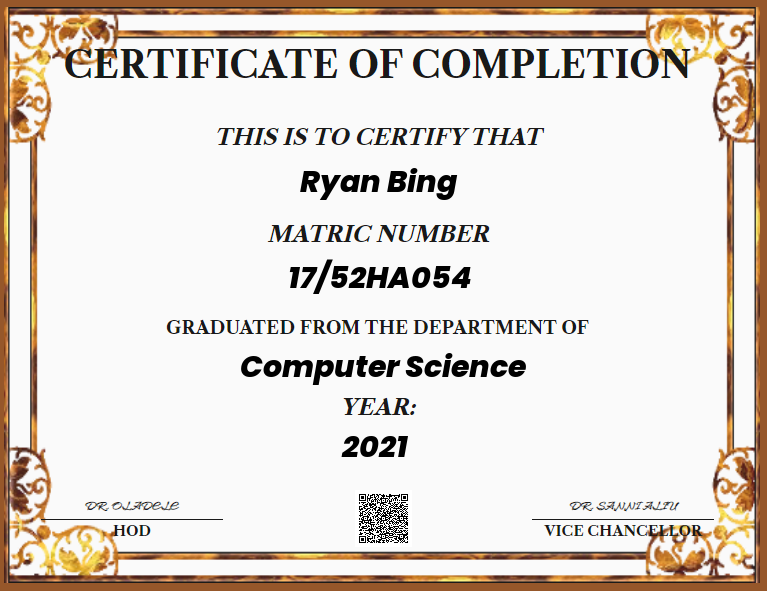 CERTIFICATE OF COMPLETION
THIS IS TO CERTIFY THAT
Ryan Bing
MATRIC NUMBER
17/52HA054
GRADUATED FROM THE DEPARTMENT OF
Computer Science
YEAR:
2021
DR. OLADELE
DR. SANNI ALIU
HOD
VICE CHANCELLOR